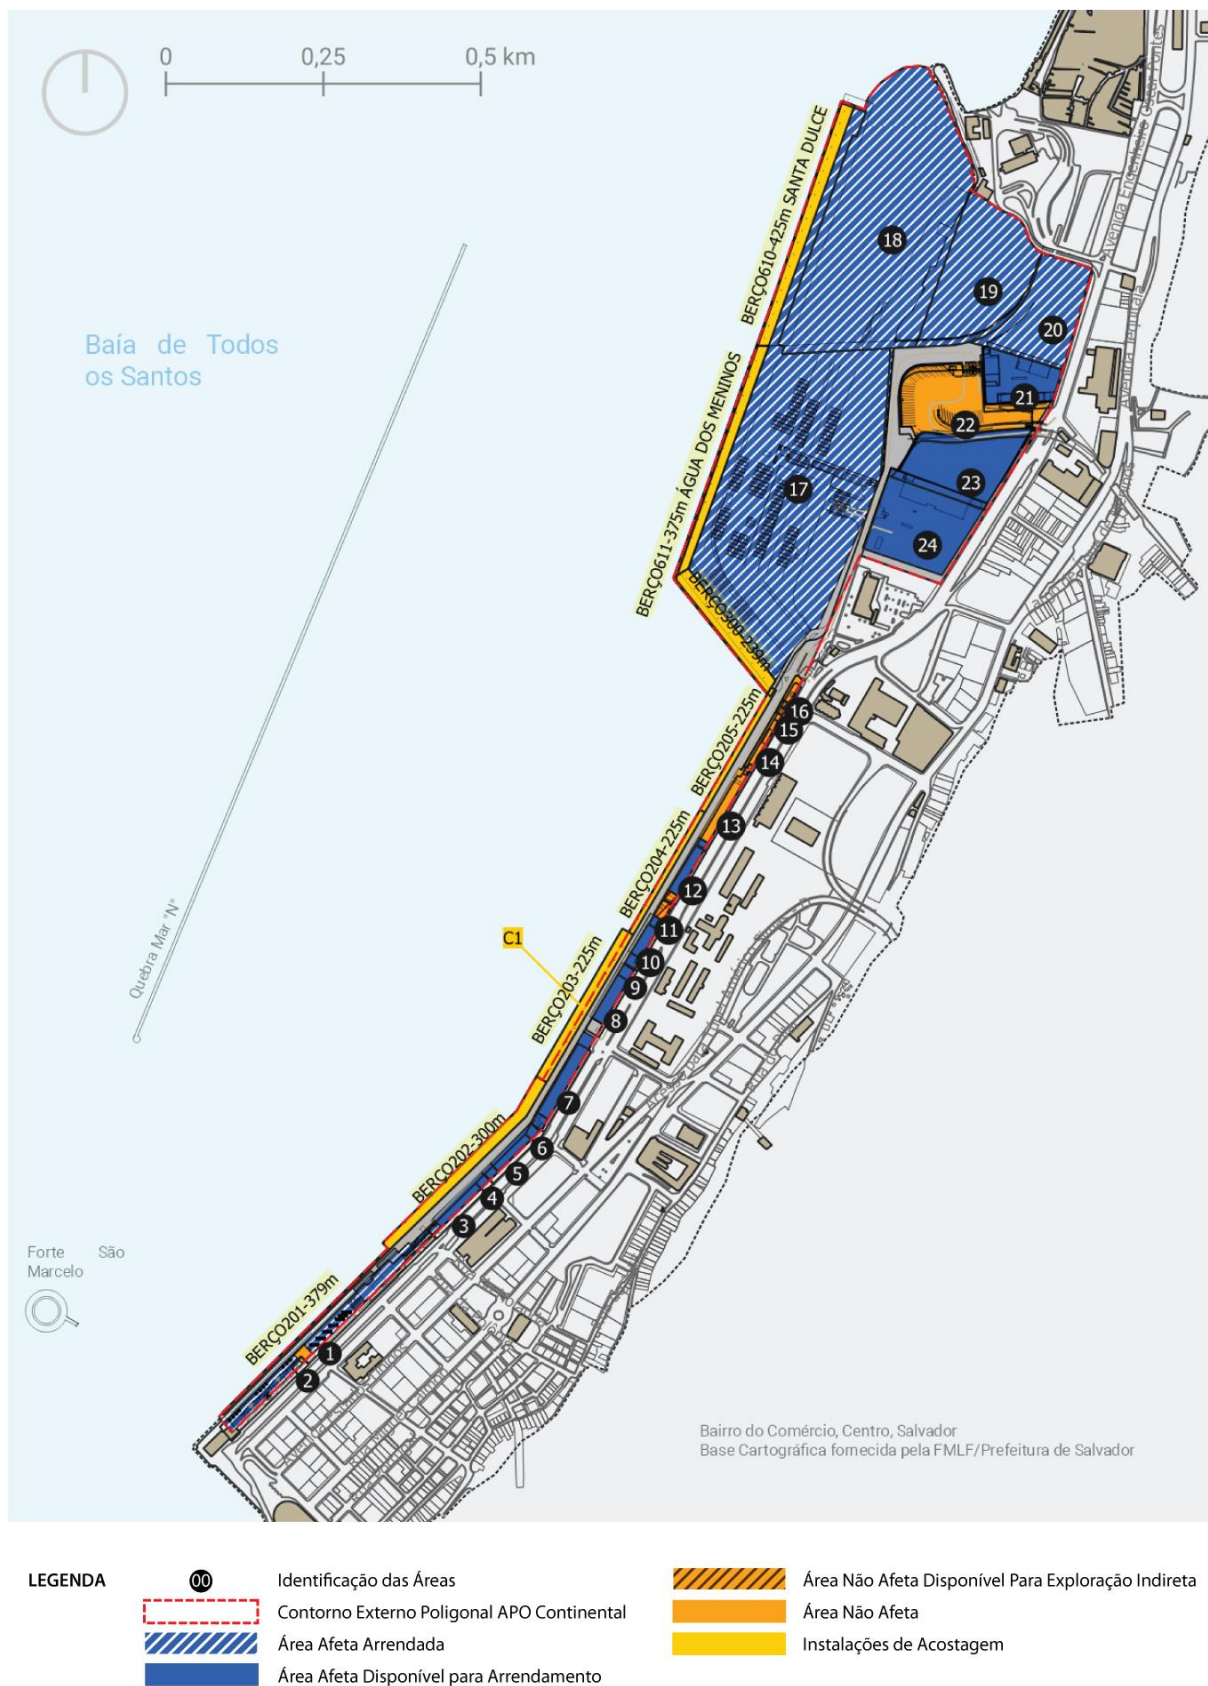 0 0,25 0,5 km
Avenida Engenheiro Oscar Pontes
BERÇO610-425m SANTA DULCE
18
19
20
Baía de Todos
os Santos
Avenida Terminal
21
22
BERÇO611-375m ÁGUA DOS MENINOS
23
17
24
BERÇO300-239m
16
15
BERÇO205-225m
14
13
BERÇO204-225m
12
Quebra Mar "N"
11
C1
10
BERÇO203-225m
9
8
7
BERÇO202-300m
6
5
4
3
Forte São
Marcelo
BERÇO201-379m
1
2
Bairro do Comércio, Centro, Salvador
Base Cartográfica fornecida pela FMLF/Prefeitura de Salvador
LEGENDA
00 Identificação das Áreas
Contorno Externo Poligonal APO Continental
Área Afeta Arrendada
Área Afeta Disponível para Arrendamento
Área Não Afeta Disponível Para Exploração Indireta
Área Não Afeta
Instalações de Acostagem